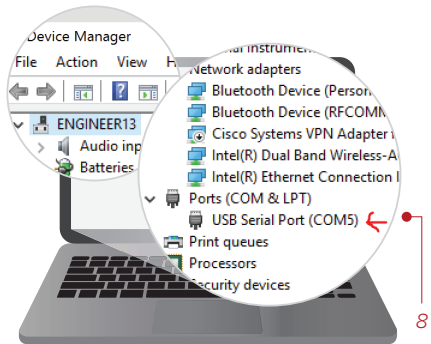 Device Manager
File Action View H
ENGINEER13
Audio inp
Batteries
Network adapters
Bluetooth Device (Person
Bluetooth Device (RFCOMM
Cisco Systems VPN Adapter f
Intel(R) Dual Band Wireless-A
Intel(R) Ethernet Connection I
Ports (COM & LPT)
USB Serial Port (COM5)
Print queues
Processors
Security devices
8